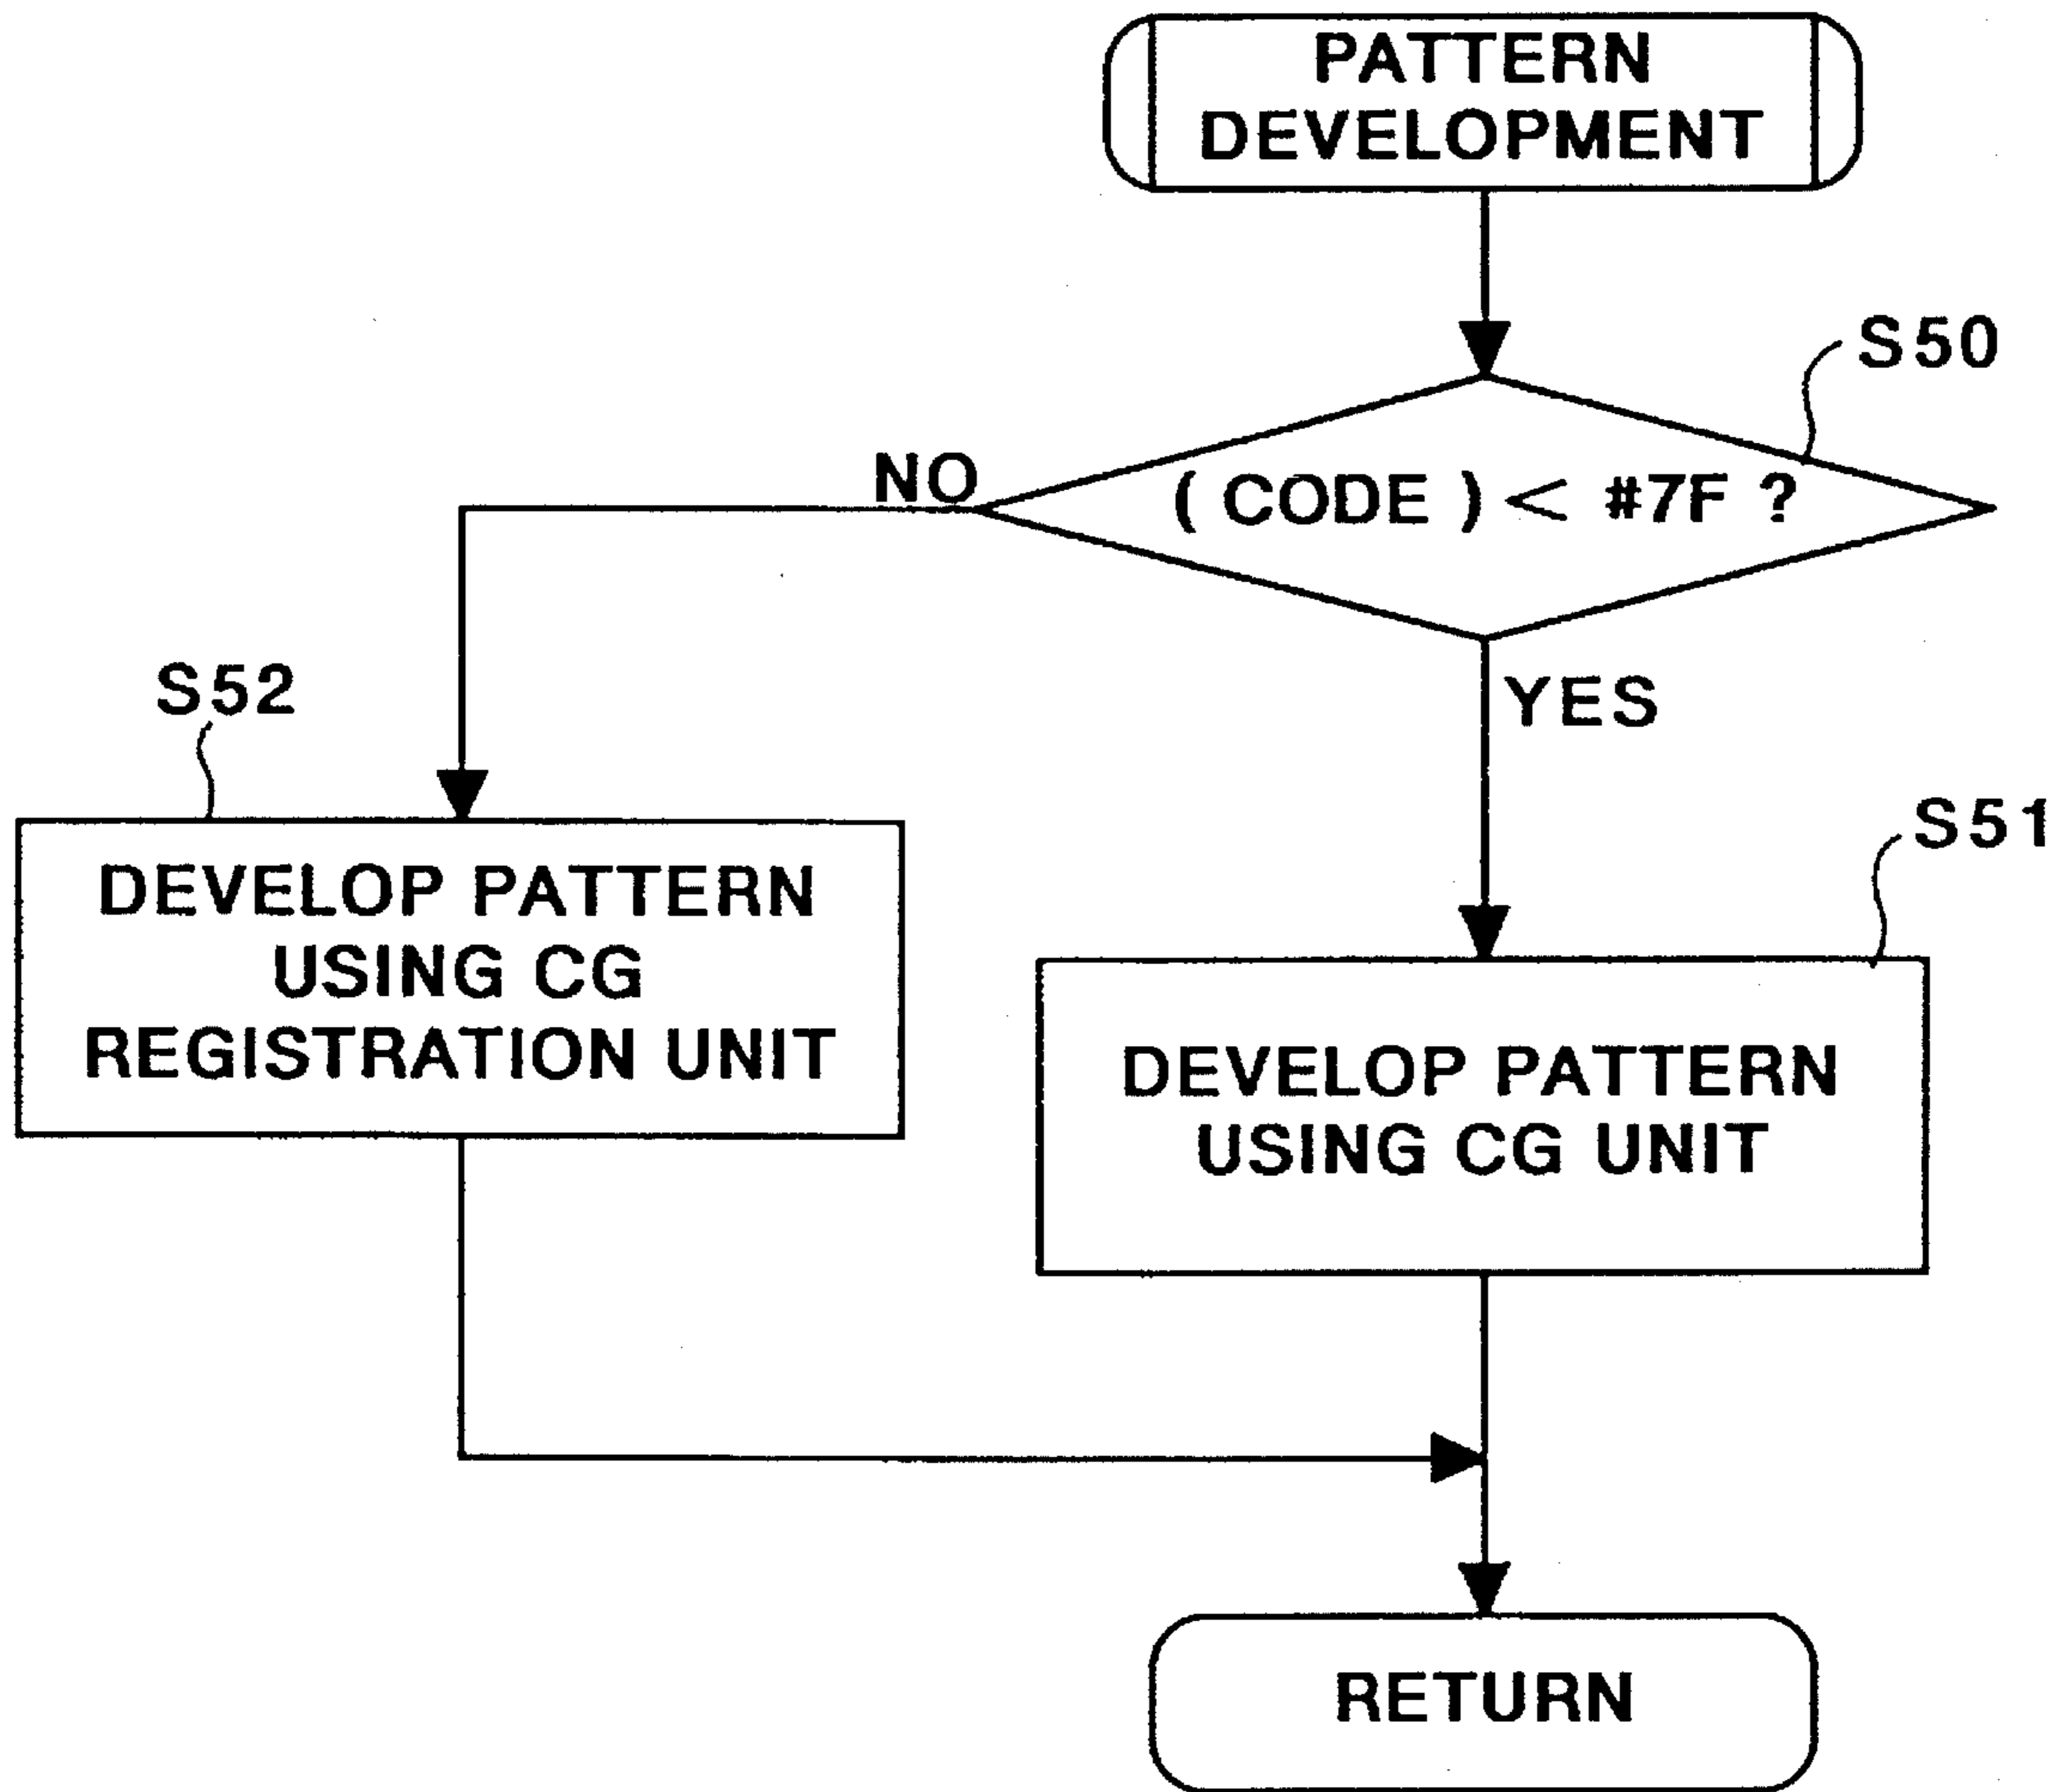 PATTERN
DEVELOPMENT
S50
( CODE ) < #7F ?
NO
YES
S52
DEVELOP PATTERN
USING CG
REGISTRATION UNIT
S51
DEVELOP PATTERN
USING CG UNIT
RETURN